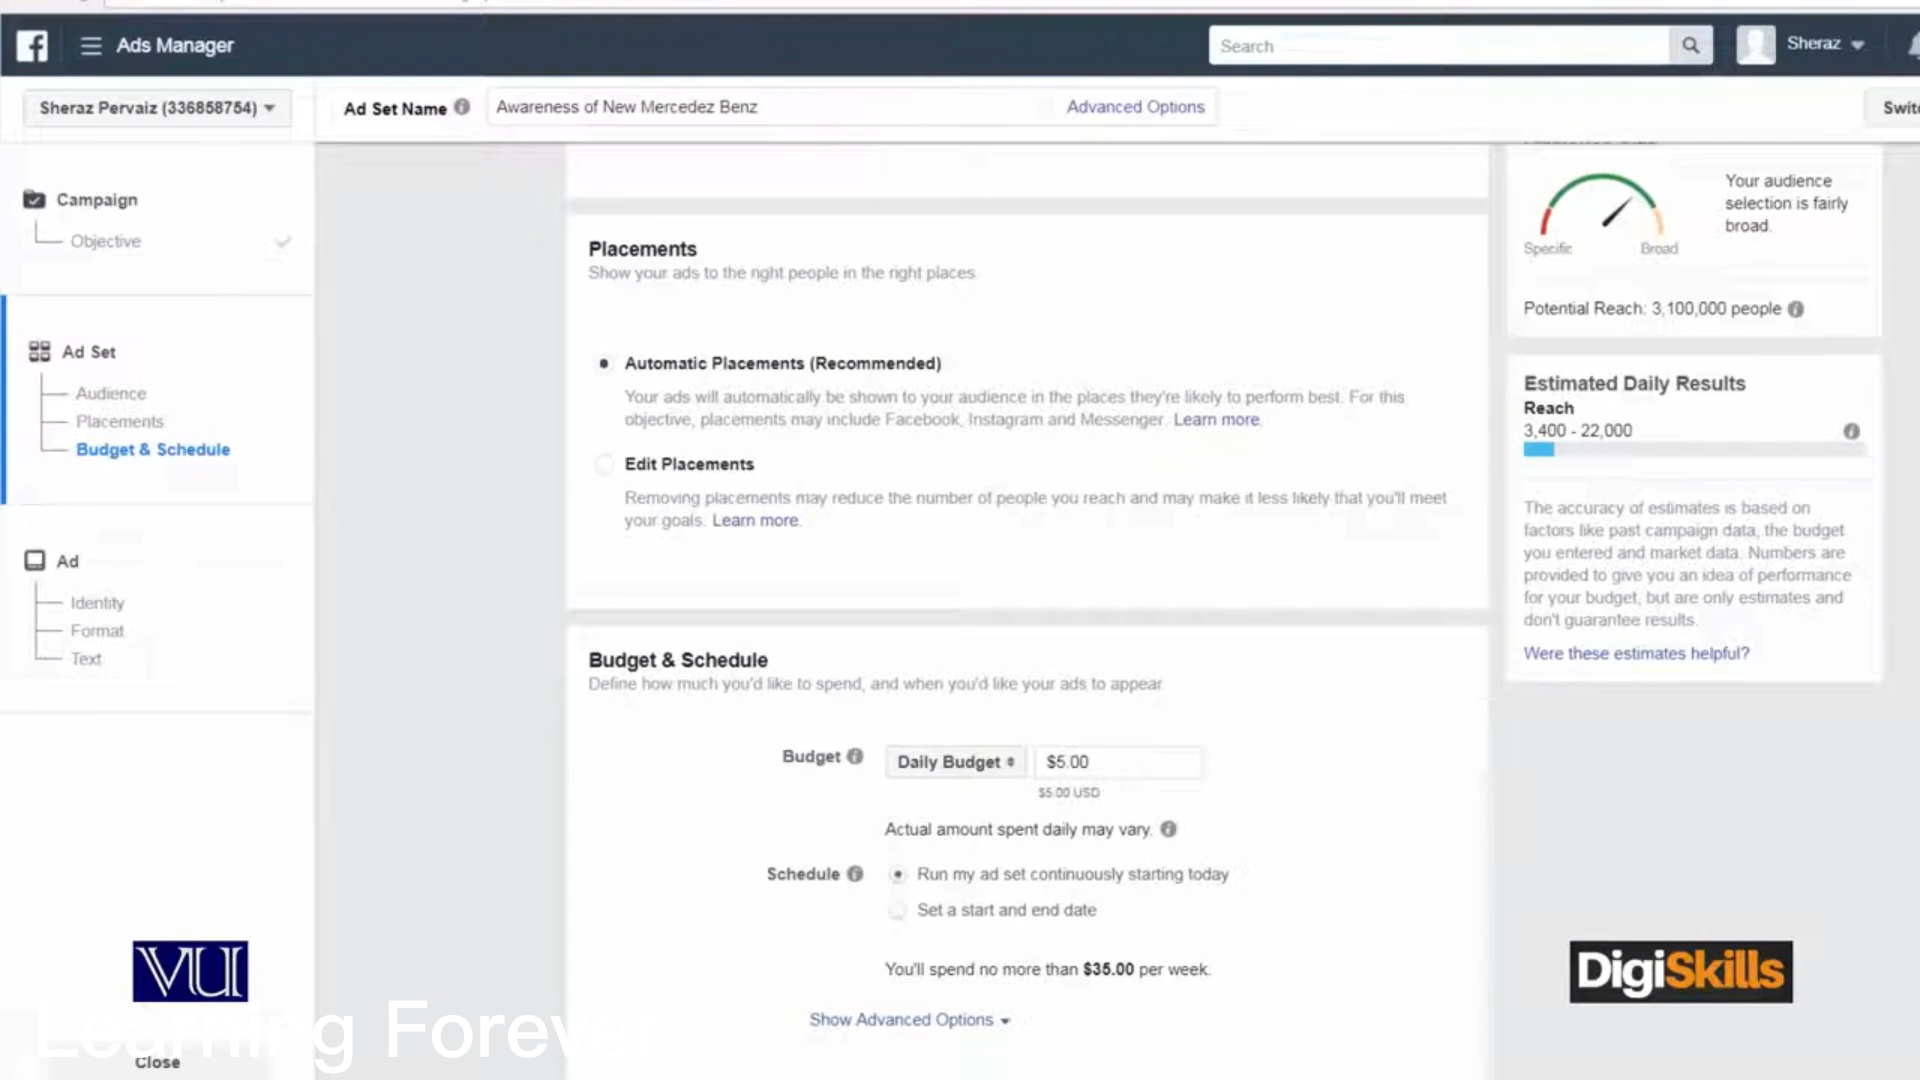 Ads Manager
Search
Sheraz
Sheraz Pervaiz (336858754)
Ad Set Name
Awareness of New Mercedez Benz
Advanced Options
Campaign
Objective
Ad Set
Audience
Placements
Budget & Schedule
Ad
Identity
Format
Text
Close
Placements
Show your ads to the right people in the right places.
Automatic Placements (Recommended)
Your ads will automatically be shown to your audience in the places they're likely to perform best. For this
objective, placements may include Facebook, Instagram and Messenger. Learn more.
Edit Placements
Removing placements may reduce the number of people you reach and may make it less likely that you'll meet
your goals. Learn more.
Budget & Schedule
Define how much you'd like to spend, and when you'd like your ads to appear.
Budget
Daily Budget
$5.00
$5.00 USD
Actual amount spent daily may vary.
Schedule
Run my ad set continuously starting today
Set a start and end date
You'll spend no more than $35.00 per week.
Show Advanced Options
Your audience
selection is fairly
broad.
Specific
Broad
Potential Reach: 3,100,000 people
Estimated Daily Results
Reach
3,400 - 22,000
The accuracy of estimates is based on
factors like past campaign data, the budget
you entered and market data. Numbers are
provided to give you an idea of performance
for your budget, but are only estimates and
don't guarantee results.
Were these estimates helpful?
VU
Learning Forever
DigiSkills